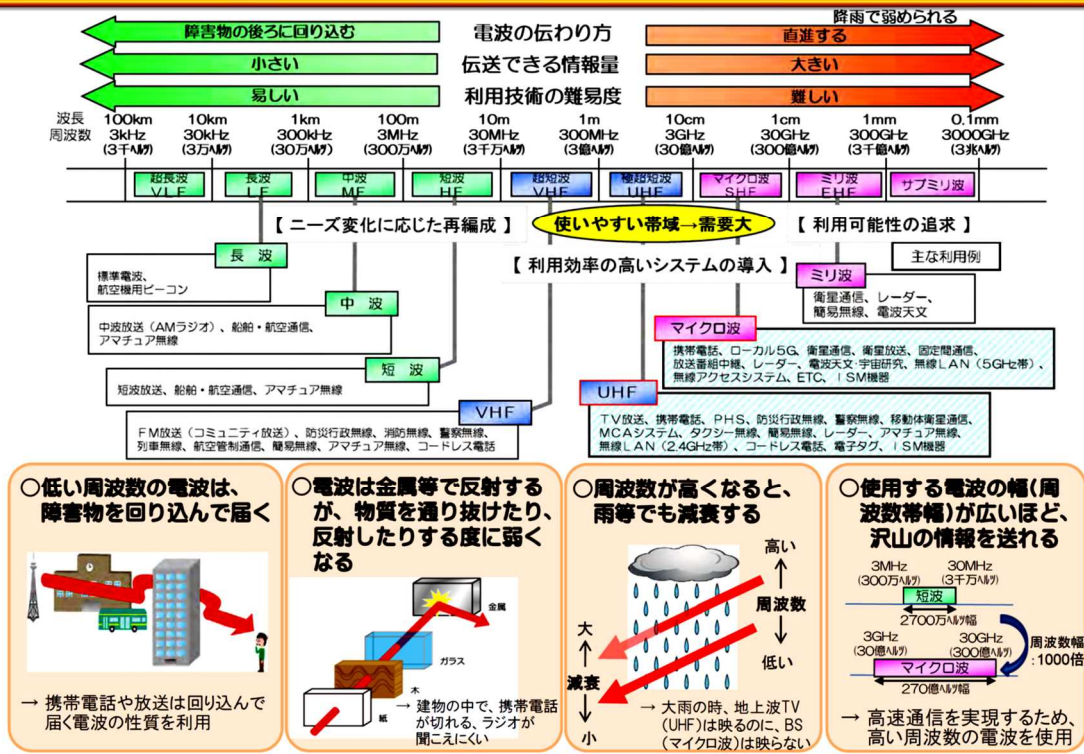 降雨で弱められる
障害物の後ろに回り込む 電波の伝わり方 直進する
小さい 伝送できる情報量 大きい
易しい 利用技術の難易度 難しい
波長 100km 10km 1km 100m 10m 1m 10cm 1cm 1mm 0.1mm
周波数 3kHz 30kHz 300kHz 3MHz 30MHz 300MHz 3GHz 30GHz 300GHz 3000GHz
(3千ヘルツ) (3万ヘルツ) (30万ヘルツ) (300万ヘルツ) (3千万ヘルツ) (3億ヘルツ) (30億ヘルツ) (300億ヘルツ) (3千億ヘルツ) (3兆ヘルツ)
超長波 長波 中波 短波 超短波 極超短波 マイクロ波 ミリ波 サブミリ波
VLF LF MF HF VHF UHF SHF EHF
【 ニーズ変化に応じた再編成 】 使いやすい帯域→需要大 【 利用可能性の追求 】
【 利用効率の高いシステムの導入 】
主な利用例
長 波
標準電波、
航空機用ビーコン
中 波
中波放送（AMラジオ）、船舶・航空通信、
アマチュア無線
短 波
短波放送、船舶・航空通信、アマチュア無線
VHF
FM放送（コミュニティ放送）、防災行政無線、消防無線、警察無線、
列車無線、航空管制通信、簡易無線、アマチュア無線、コードレス電話
ミリ波
衛星通信、レーダー、
簡易無線、電波天文
マイクロ波
携帯電話、ローカル5G、衛星通信、衛星放送、固定間通信、
放送番組中継、レーダー、電波天文・宇宙研究、無線LAN（5GHz帯）、
無線アクセスシステム、ETC、ISM機器
UHF
TV放送、携帯電話、PHS、防災行政無線、警察無線、移動体衛星通信、
MCAシステム、タクシー無線、簡易無線、レーダー、アマチュア無線、
無線LAN（2.4GHz帯）、コードレス電話、電子タグ、ISM機器
○低い周波数の電波は、
障害物を回り込んで届く
→ 携帯電話や放送は回り込んで
届く電波の性質を利用
○電波は金属等で反射する
が、物質を通り抜けたり、
反射したりする度に弱く
なる
金属
ガラス
木
紙
→ 建物の中で、携帯電話
が切れる、ラジオが
聞こえにくい
○周波数が高くなると、
雨等でも減衰する
高い
周波数
低い
大
減衰
小
→ 大雨の時、地上波TV
(UHF)は映るのに、BS
(マイクロ波)は映らない
○使用する電波の幅(周
波数帯幅)が広いほど、
沢山の情報を送れる
3MHz 30MHz
(300万ヘルツ) (3千万ヘルツ)
短波
2700万ヘルツ幅
3GHz 30GHz
(30億ヘルツ) (300億ヘルツ)
マイクロ波
270億ヘルツ幅
周波数幅
:1000倍
→ 高速通信を実現するため、
高い周波数の電波を使用